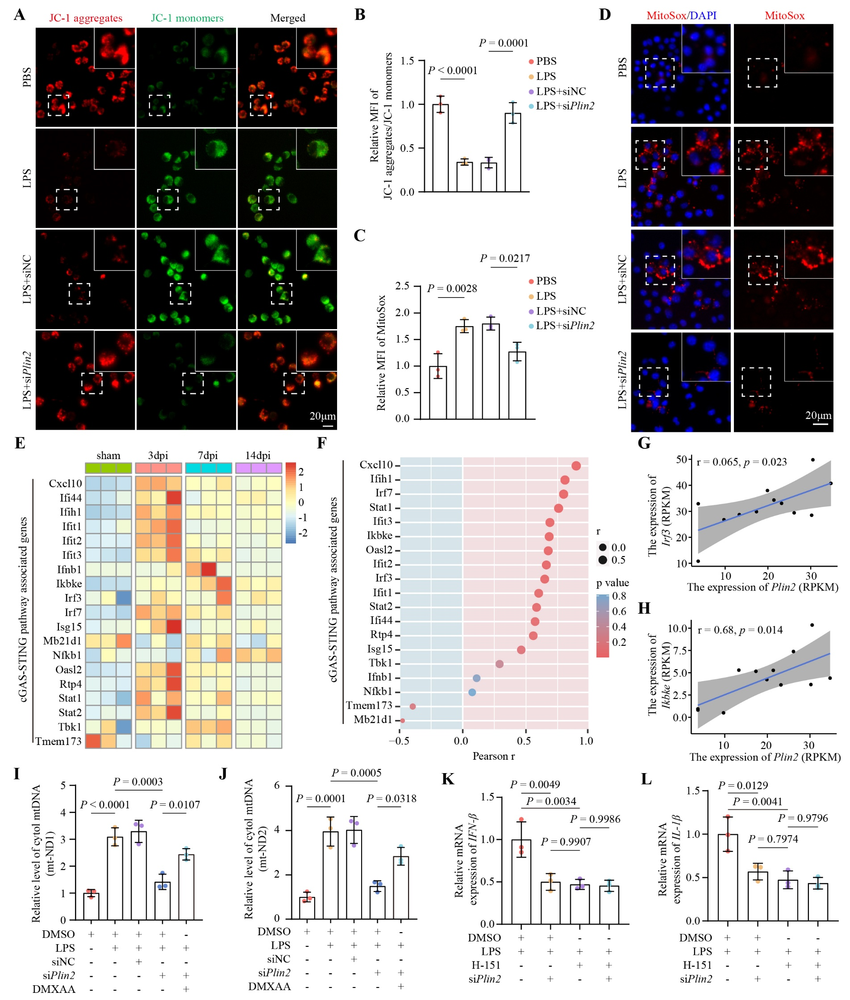 A
JC-1 aggregates
JC-1 monomers
Merged
PBS
LPS
LPS+siNC
LPS+siPlin2
20μm
B
Relative MFI of
JC-1 aggregates/JC-1 monomers
1.5
1.0
0.5
0.0
P < 0.0001
P = 0.0001
PBS
LPS
LPS+siNC
LPS+siPlin2
C
Relative MFI of MitoSox
2.5
2.0
1.5
1.0
0.5
0.0
P = 0.0028
P = 0.0217
PBS
LPS
LPS+siNC
LPS+siPlin2
D
MitoSox/DAPI
MitoSox
PBS
LPS
LPS+siNC
LPS+siPlin2
20μm
E
sham
3dpi
7dpi
14dpi
cGAS-STING pathway associated genes
Cxcl10
Ifi44
Ifih1
Ifit1
Ifit2
Ifit3
Ifnb1
Ikbke
Irf3
Irf7
Isg15
Mb21d1
Nfkb1
Oasl2
Rtp4
Stat1
Stat2
Tbk1
Tmem173
2
1
0
-1
-2
F
cGAS-STING pathway associated genes
Cxcl10
Ifih1
Irf7
Stat1
Ifit3
Ikbke
Oasl2
Ifit2
Irf3
Ifit1
Stat2
Ifi44
Rtp4
Isg15
Tbk1
Ifnb1
Nfkb1
Tmem173
Mb21d1
−0.5
0.0
0.5
1.0
Pearson r
r
0.0
0.5
p value
0.8
0.6
0.4
0.2
G
The expression of
Irf3 (RPKM)
50
40
30
20
10
r = 0.065, p = 0.023
10
20
30
The expression of Plin2 (RPKM)
H
The expression of
Ikbke (RPKM)
10.0
7.5
5.0
2.5
0.0
r = 0.68, p = 0.014
10
20
30
The expression of Plin2 (RPKM)
I
Relative level of cytol mtDNA
(mt-ND1)
5
4
3
2
1
0
P = 0.0003
P < 0.0001
P = 0.0107
DMSO + + + + -
LPS - + + + +
siNC - - + - -
siPlin2 - - - + +
DMXAA - - - - +
J
Relative level of cytol mtDNA
(mt-ND2)
6
4
2
0
P = 0.0005
P = 0.0001
P = 0.0318
DMSO + + + + -
LPS - + + + +
siNC - - + - -
siPlin2 - - - + +
DMXAA - - - - +
K
Relative mRNA
expression of IFN-β
1.5
1.0
0.5
0.0
P = 0.0049
P = 0.0034
P = 0.9986
P = 0.9907
DMSO + + - -
LPS + + + +
H-151 - - + +
siPlin2 - + - +
L
Relative mRNA
expression of IL-1β
1.5
1.0
0.5
0.0
P = 0.0129
P = 0.0041
P = 0.9796
P = 0.7974
DMSO + + - -
LPS + + + +
H-151 - - + +
siPlin2 - + - +